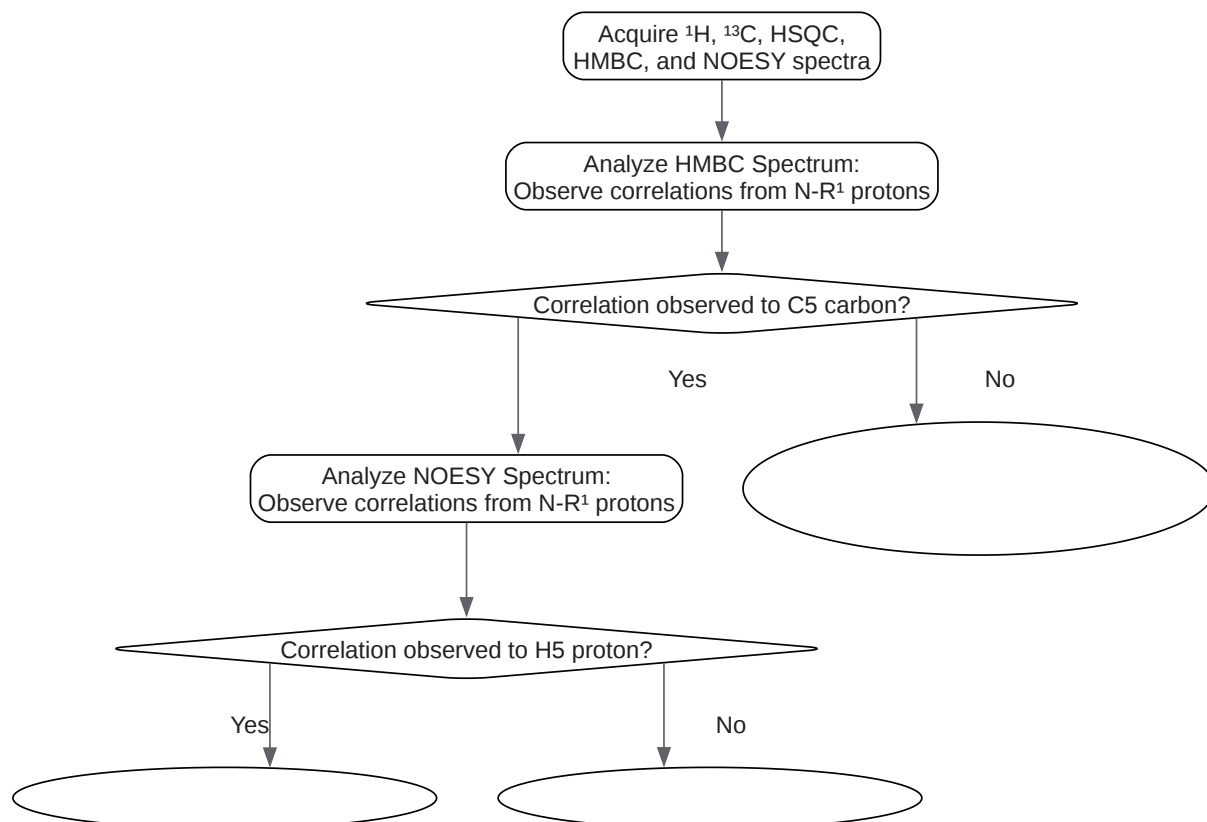 Acquire ¹H, ¹³C, HSQC,
HMBC, and NOESY spectra
Analyze HMBC Spectrum:
Observe correlations from N-R¹ protons
Correlation observed to C5 carbon?
Yes
No
Analyze NOESY Spectrum:
Observe correlations from N-R¹ protons
Correlation observed to H5 proton?
Yes
No